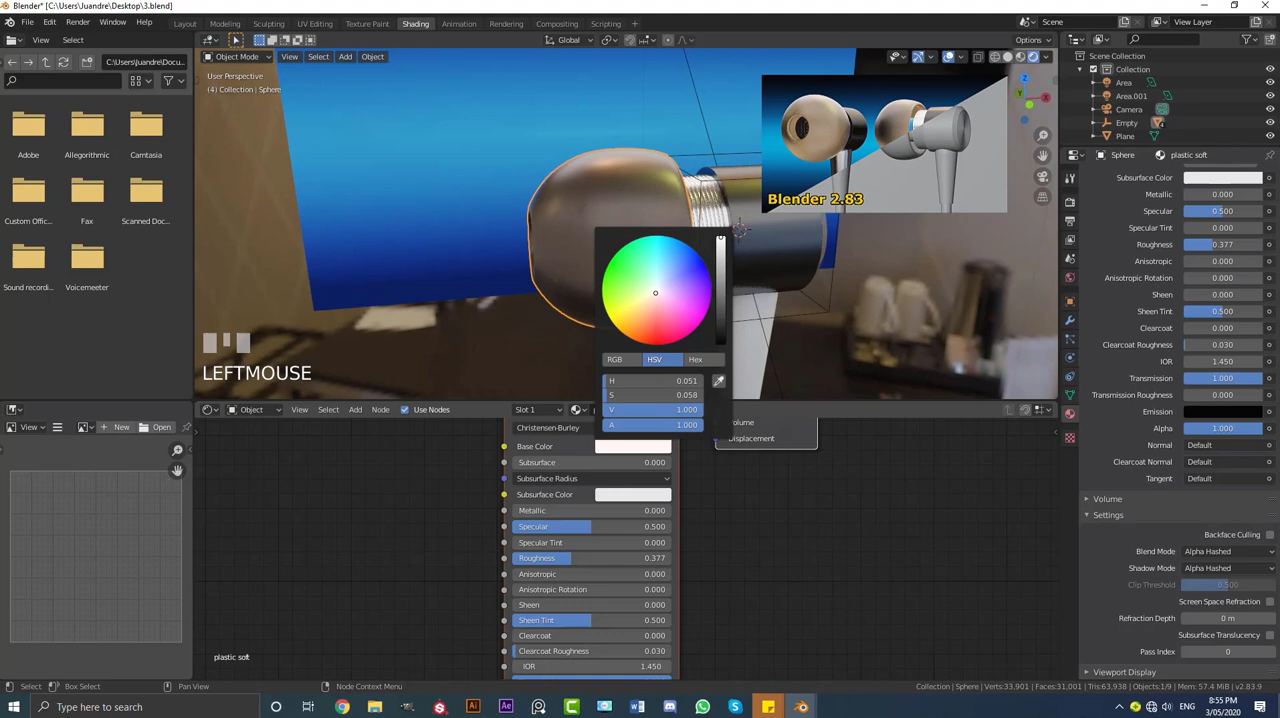 Blender* [C:\Users\Juandre\Desktop\3.blend]
File Edit Render Window Help Layout Modeling Sculpting UV Editing Texture Paint Shading Animation Rendering Compositing Scripting Scene View Layer
View Select Global Options
C:\Users\Juandre\Docu...
Object Mode View Select Add Object
User Perspective
(4) Collection | Sphere
Adobe Allegorithmic Camtasia
Custom Offic... Fax Scanned Doc...
Sound recordi... Voicemeeter
Blender 2.83
LEFTMOUSE
RGB HSV Hex
H 0.051
S 0.058
V 1.000
A 1.000
Scene Collection
Collection
Area
Area.001
Camera
Empty 4
Plane
Sphere plastic soft
Subsurface Color
Metallic 0.000
Specular 0.500
Specular Tint 0.000
Roughness 0.377
Anisotropic 0.000
Anisotropic Rotation 0.000
Sheen 0.000
Sheen Tint 0.500
Clearcoat 0.000
Clearcoat Roughness 0.030
IOR 1.450
Transmission 1.000
Transmission Roughness 0.000
Emission
Alpha 1.000
Normal Default
Clearcoat Normal Default
Tangent Default
Volume
Settings
Backface Culling
Blend Mode Alpha Hashed
Shadow Mode Alpha Hashed
Clip Threshold 0.500
Screen Space Refraction
Refraction Depth 0 m
Subsurface Translucency
Pass Index 0
Viewport Display
View New Open
Object View Select Add Node Use Nodes Slot 1
Christensen-Burley
Base Color
Subsurface 0.000
Subsurface Radius
Subsurface Color
Metallic 0.000
Specular 0.500
Specular Tint 0.000
Roughness 0.377
Anisotropic 0.000
Anisotropic Rotation 0.000
Sheen 0.000
Sheen Tint 0.500
Clearcoat 0.000
Clearcoat Roughness 0.030
IOR 1.450
Volume
Displacement
plastic soft
Select Box Select Pan View Node Context Menu
Collection | Sphere | Verts:33,901 | Faces:31,001 | Tris:63,938 | Objects:1/9 | Mem: 57.4 MiB | v2.83.9
Type here to search
8:55 PM
3/05/2020